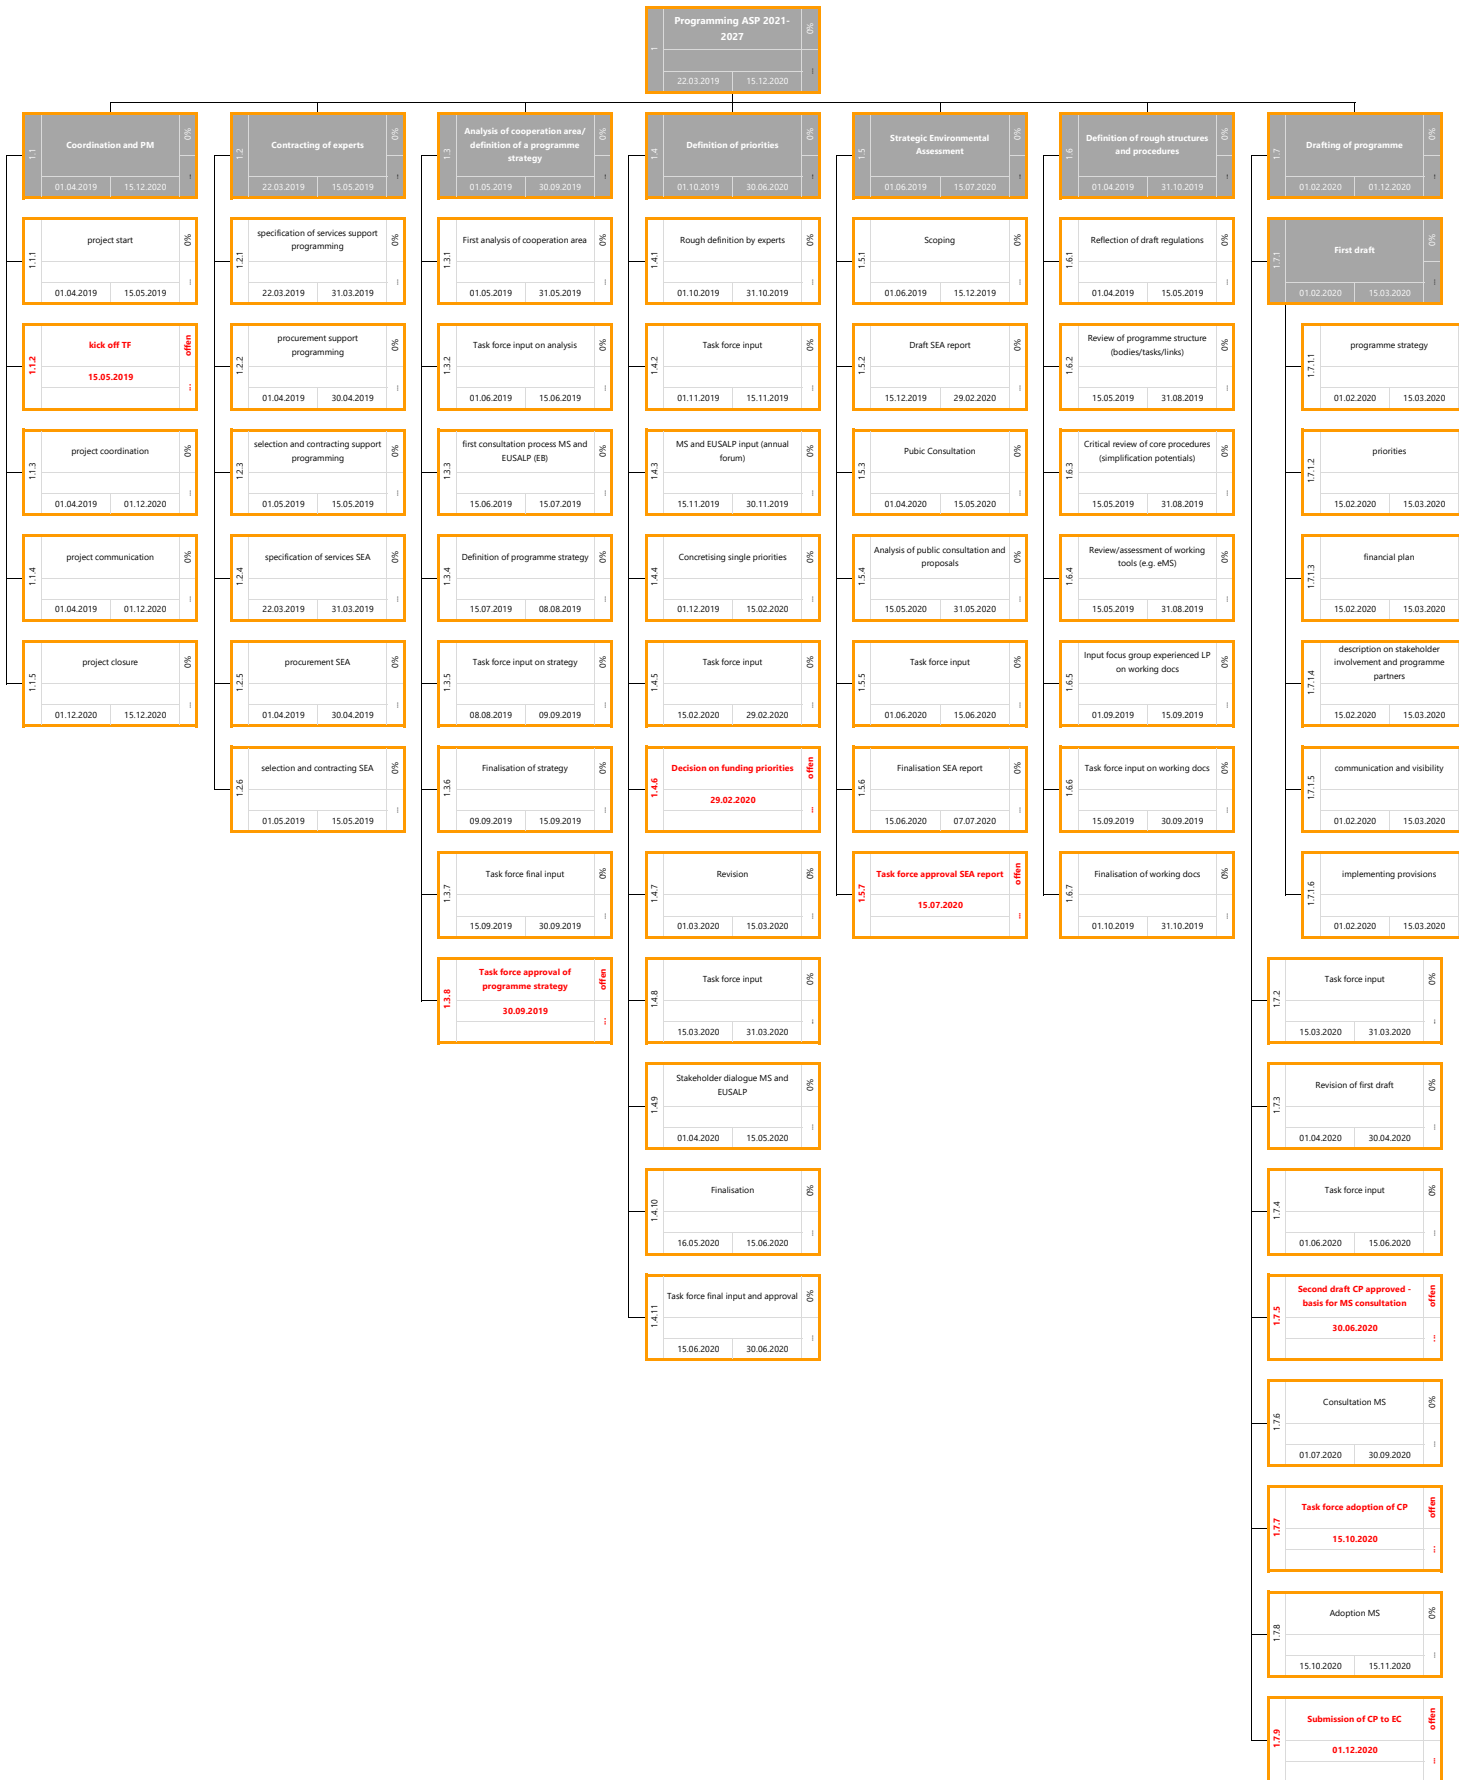 1
Programming ASP 2021-
2027
0%
22.03.2019 15.12.2020
1.1
Coordination and PM
0%
01.04.2019 15.12.2020
1.2
Contracting of experts
0%
22.03.2019 15.05.2019
1.3
Analysis of cooperation area/
definition of a programme
strategy
0%
01.05.2019 30.09.2019
1.4
Definition of priorities
0%
01.10.2019 30.06.2020
1.5
Strategic Environmental
Assessment
0%
01.06.2019 15.07.2020
1.6
Definition of rough structures
and procedures
0%
01.04.2019 31.10.2019
1.7
Drafting of programme
0%
01.02.2020 01.12.2020
1.1.1
project start
0%
01.04.2019 15.05.2019
1.1.2
kick off TF
offen
15.05.2019
...
1.1.3
project coordination
0%
01.04.2019 01.12.2020
1.1.4
project communication
0%
01.04.2019 01.12.2020
1.1.5
project closure
0%
01.12.2020 15.12.2020
1.2.1
specification of services support
programming
0%
22.03.2019 31.03.2019
1.2.2
procurement support
programming
0%
01.04.2019 30.04.2019
1.2.3
selection and contracting support
programming
0%
01.05.2019 15.05.2019
1.2.4
specification of services SEA
0%
22.03.2019 31.03.2019
1.2.5
procurement SEA
0%
01.04.2019 30.04.2019
1.2.6
selection and contracting SEA
0%
01.05.2019 15.05.2019
1.3.1
First analysis of cooperation area
0%
01.05.2019 31.05.2019
1.3.2
Task force input on analysis
0%
01.06.2019 15.06.2019
1.3.3
first consultation process MS and
EUSALP (EB)
0%
15.06.2019 15.07.2019
1.3.4
Definition of programme strategy
0%
15.07.2019 08.08.2019
1.3.5
Task force input on strategy
0%
08.08.2019 09.09.2019
1.3.6
Finalisation of strategy
0%
09.09.2019 15.09.2019
1.3.7
Task force final input
0%
15.09.2019 30.09.2019
1.3.8
Task force approval of
programme strategy
offen
30.09.2019
...
1.4.1
Rough definition by experts
0%
01.10.2019 31.10.2019
1.4.2
Task force input
0%
01.11.2019 15.11.2019
1.4.3
MS and EUSALP input (annual
forum)
0%
15.11.2019 30.11.2019
1.4.4
Concretising single priorities
0%
01.12.2019 15.02.2020
1.4.5
Task force input
0%
15.02.2020 29.02.2020
1.4.6
Decision on funding priorities
offen
29.02.2020
...
1.4.7
Revision
0%
01.03.2020 15.03.2020
1.4.8
Task force input
0%
15.03.2020 31.03.2020
1.4.9
Stakeholder dialogue MS and
EUSALP
0%
01.04.2020 15.05.2020
1.4.10
Finalisation
0%
16.05.2020 15.06.2020
1.4.11
Task force final input and approval
0%
15.06.2020 30.06.2020
1.5.1
Scoping
0%
01.06.2019 15.12.2019
1.5.2
Draft SEA report
0%
15.12.2019 29.02.2020
1.5.3
Pubic Consultation
0%
01.04.2020 15.05.2020
1.5.4
Analysis of public consultation and
proposals
0%
15.05.2020 31.05.2020
1.5.5
Task force input
0%
01.06.2020 15.06.2020
1.5.6
Finalisation SEA report
0%
15.06.2020 07.07.2020
1.5.7
Task force approval SEA report
offen
15.07.2020
...
1.6.1
Reflection of draft regulations
0%
01.04.2019 15.05.2019
1.6.2
Review of programme structure
(bodies/tasks/links)
0%
15.05.2019 31.08.2019
1.6.3
Critical review of core procedures
(simplification potentials)
0%
15.05.2019 31.08.2019
1.6.4
Review/assessment of working
tools (e.g. eMS)
0%
15.05.2019 31.08.2019
1.6.5
Input focus group experienced LP
on working docs
0%
01.09.2019 15.09.2019
1.6.6
Task force input on working docs
0%
15.09.2019 30.09.2019
1.6.7
Finalisation of working docs
0%
01.10.2019 31.10.2019
1.7.1
First draft
0%
01.02.2020 15.03.2020
1.7.1.1
programme strategy
01.02.2020 15.03.2020
1.7.1.2
priorities
15.02.2020 15.03.2020
1.7.1.3
financial plan
15.02.2020 15.03.2020
1.7.1.4
description on stakeholder
involvement and programme
partners
15.02.2020 15.03.2020
1.7.1.5
communication and visibility
01.02.2020 15.03.2020
1.7.1.6
implementing provisions
01.02.2020 15.03.2020
1.7.2
Task force input
0%
15.03.2020 31.03.2020
1.7.3
Revision of first draft
0%
01.04.2020 30.04.2020
1.7.4
Task force input
0%
01.06.2020 15.06.2020
1.7.5
Second draft CP approved -
basis for MS consultation
offen
30.06.2020
...
1.7.6
Consultation MS
0%
01.07.2020 30.09.2020
1.7.7
Task force adoption of CP
offen
15.10.2020
...
1.7.8
Adoption MS
0%
15.10.2020 15.11.2020
1.7.9
Submission of CP to EC
offen
01.12.2020
...